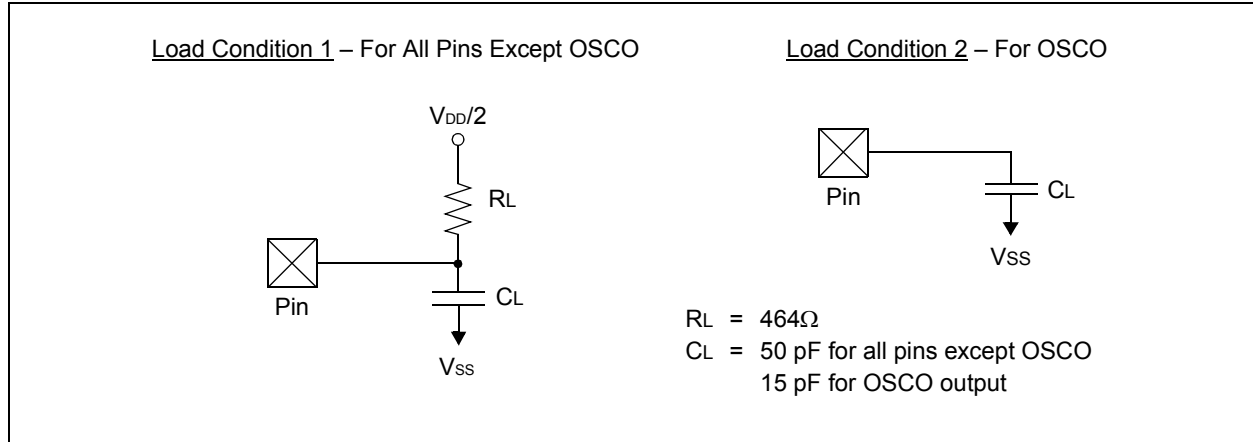 Load Condition 1 – For All Pins Except OSCO
VDD/2
RL
Pin
CL
VSS
Load Condition 2 – For OSCO
Pin
CL
VSS
RL = 464Ω
CL = 50 pF for all pins except OSCO
15 pF for OSCO output